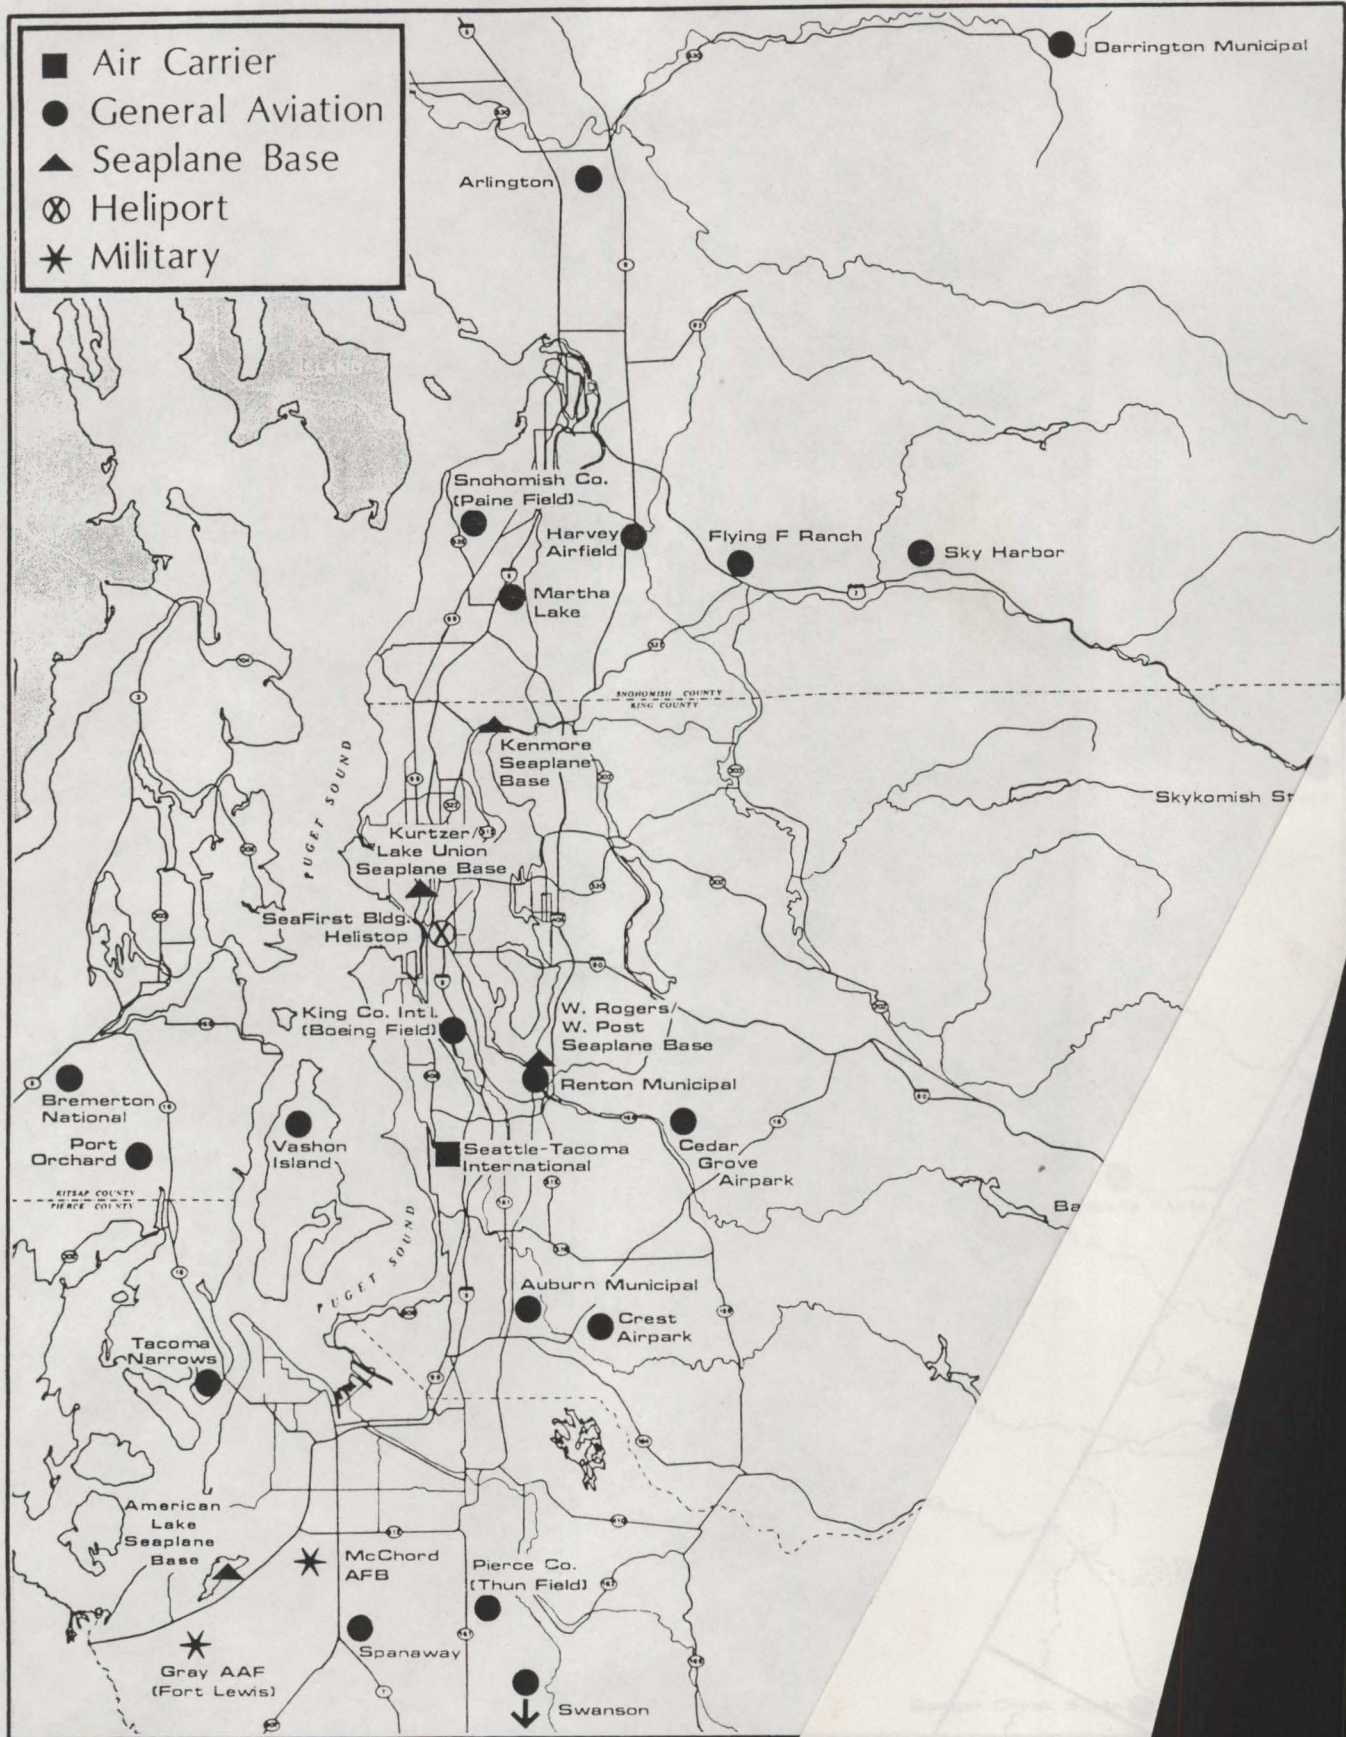 Air Carrier
General Aviation
Seaplane Base
Heliport
Military
Darrington Municipal
Arlington
ISLAND
Snohomish Co.
(Paine Field)
Harvey
Airfield
Flying F Ranch
Sky Harbor
Martha
Lake
SNOHOMISH COUNTY
KING COUNTY
Kenmore
Seaplane
Base
PUGET SOUND
Skykomish St
Kurtzer/
Lake Union
Seaplane Base
SeaFirst Bldg.
Helistop
King Co. Int'l.
(Boeing Field)
W. Rogers/
W. Post
Seaplane Base
Renton Municipal
Bremerton
National
Port
Orchard
Vashon
Island
Seattle-Tacoma
International
Cedar
Grove
Airpark
KITSAP COUNTY
PIERCE COUNTY
Ba
PUGET SOUND
Auburn Municipal
Crest
Airpark
Tacoma
Narrows
American
Lake
Seaplane
Base
McChord
AFB
Pierce Co.
(Thun Field)
Spanaway
Gray AAF
(Fort Lewis)
Swanson